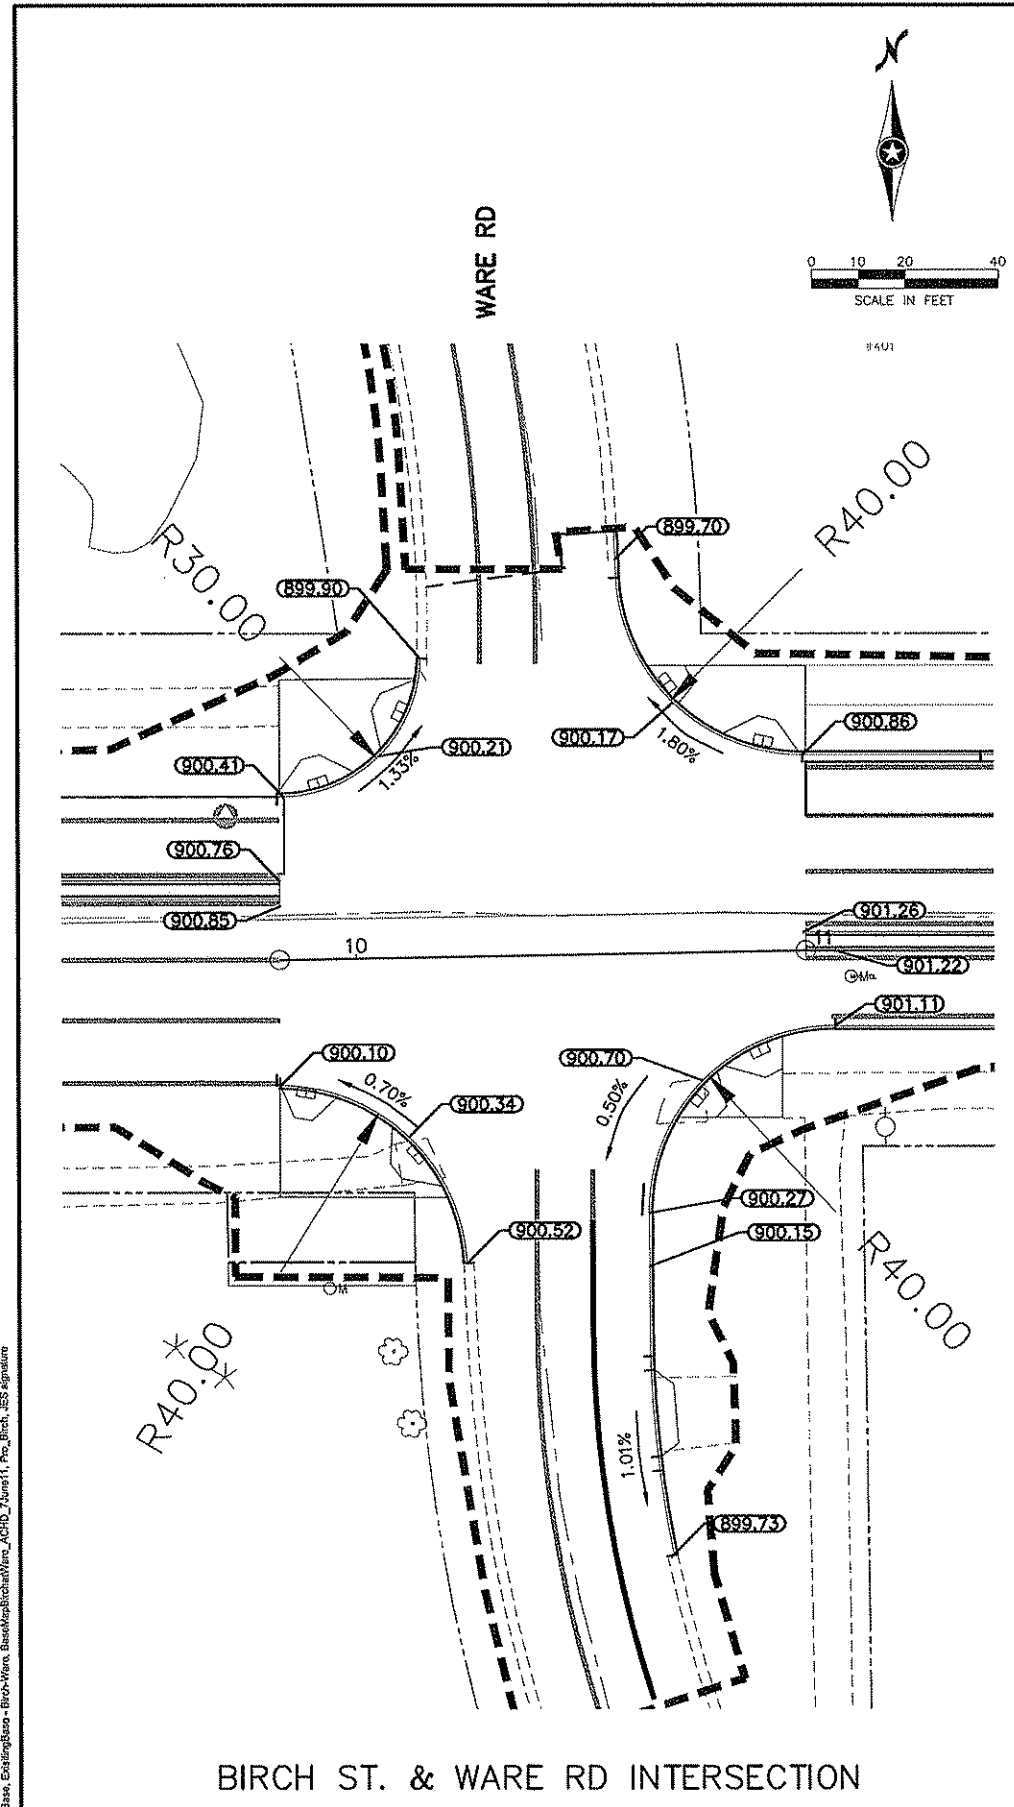 N
WARE RD
0 10 20 40
SCALE IN FEET
R40.00
899.70
R30.00
899.90
900.17
1.80%
900.86
900.21
1.33%
900.41
900.76
900.85
901.26
10
11
901.22
M
901.11
900.10
0.70%
900.34
900.70
0.50%
900.27
900.52
900.15
M
R40.00
R40.00
1.01%
899.73
BIRCH ST. & WARE RD INTERSECTION